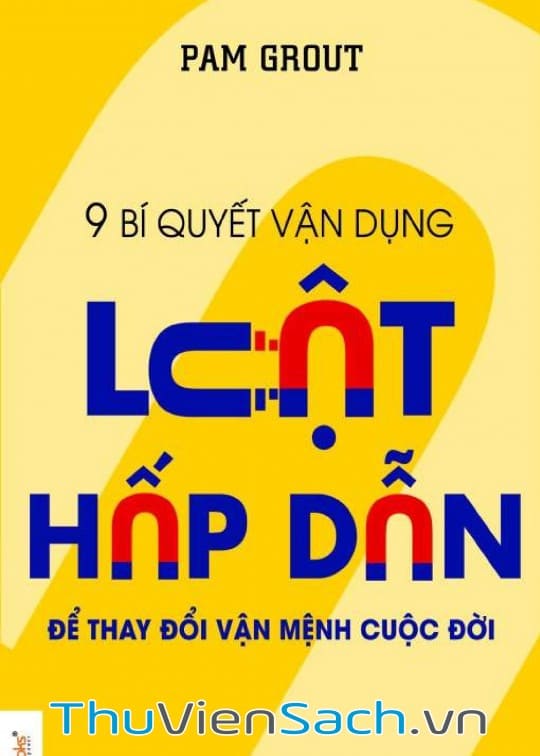 PAM GROUT
9 BÍ QUYẾT VẬN DỤNG
LUẬT
HẤP DẪN
ĐỂ THAY ĐỔI VẬN MỆNH CUỘC ĐỜI
ThuVienSach.vn